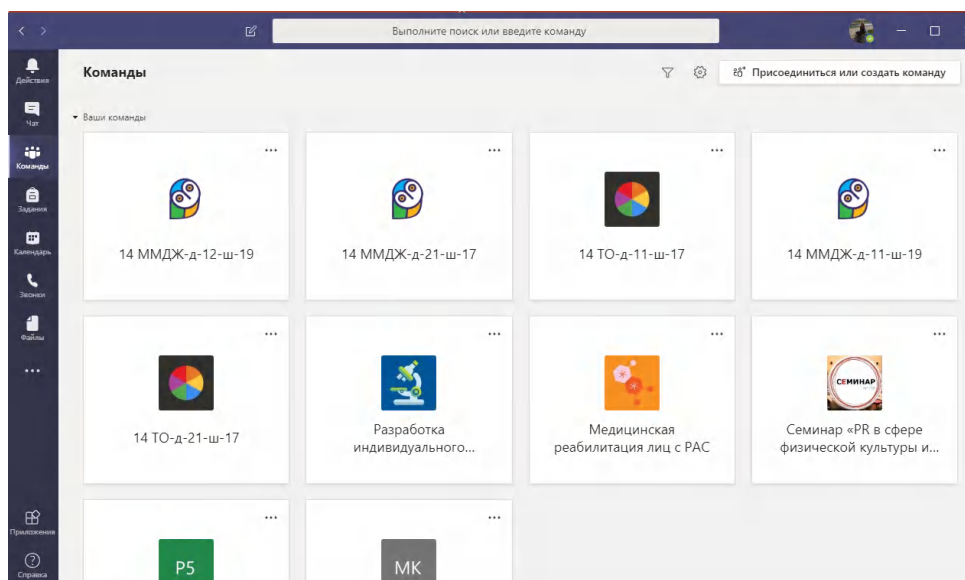 Выполните поиск или введите команду
Действия
Чат
Команды
Задания
Календарь
Звонки
Файлы
Приложения
Справка
Команды
Присоединиться или создать команду
Ваши команды
14 ММДЖ-д-12-ш-19
14 ММДЖ-д-21-ш-17
14 ТО-д-11-ш-17
14 ММДЖ-д-11-ш-19
14 ТО-д-21-ш-17
Разработка
индивидуального...
Медицинская
реабилитация лиц с РАС
СЕМИНАР
Семинар «PR в сфере
физической культуры и...
Р5
МК